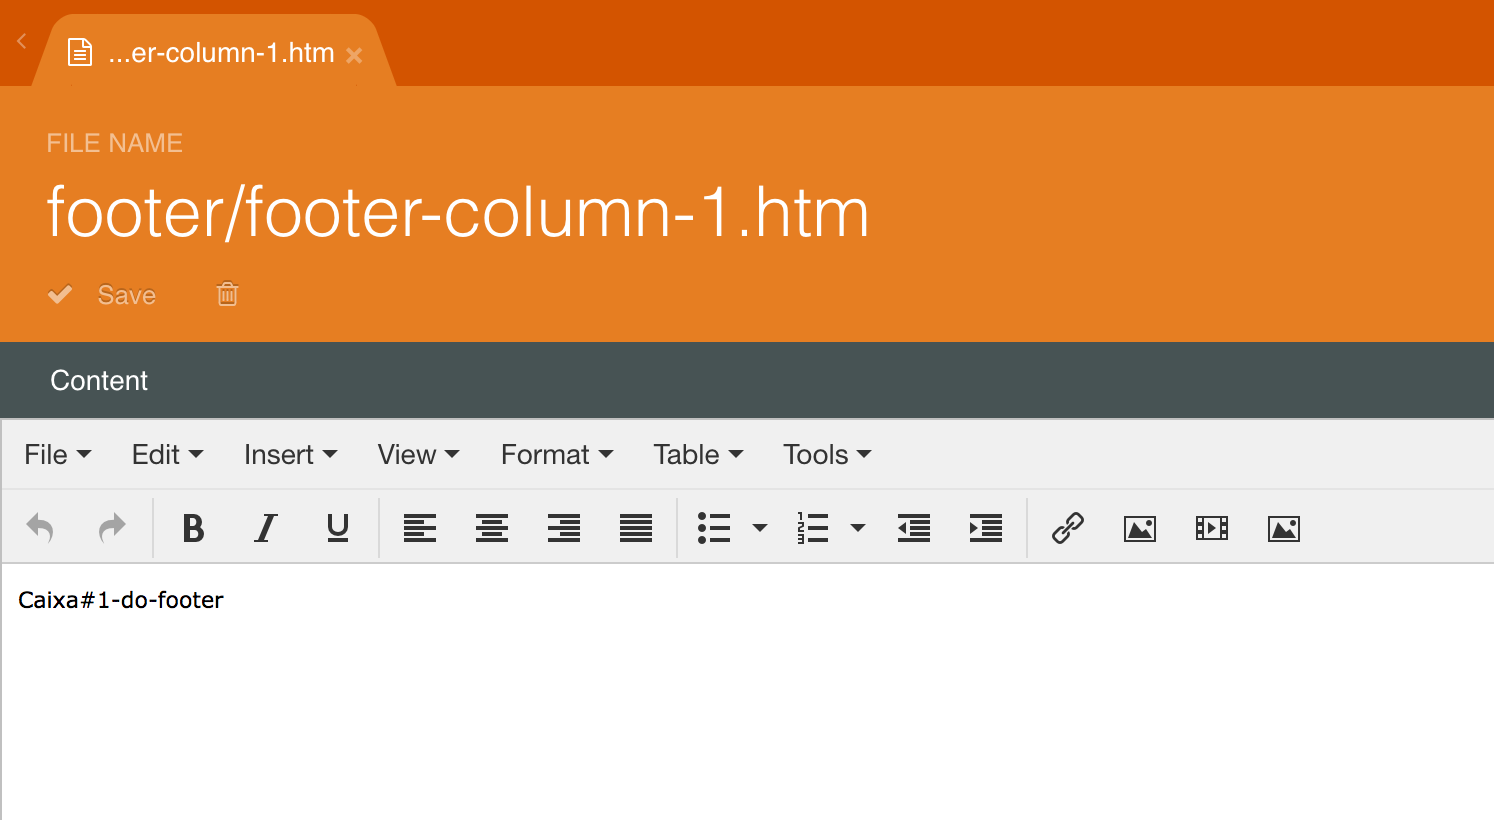 ...er-column-1.htm ×
FILE NAME
footer/footer-column-1.htm
Save
Content
File Edit Insert View Format Table Tools
B I U
Caixa#1-do-footer